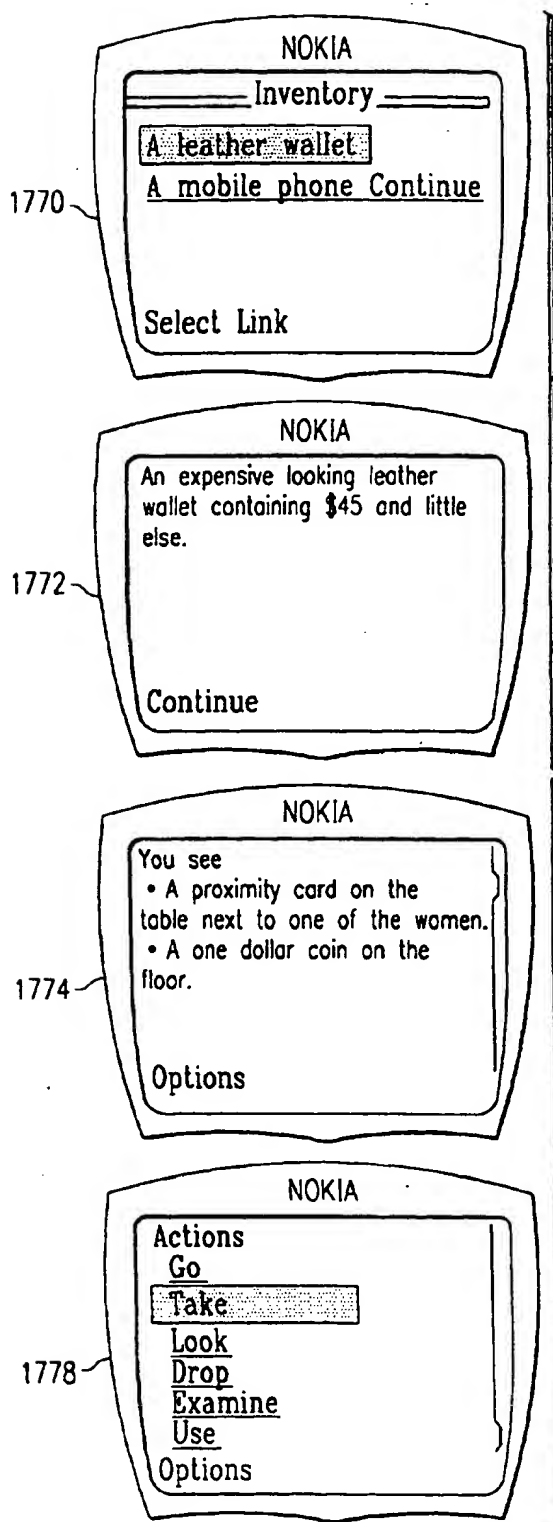 NOKIA
Inventory
A leather wallet
A mobile phone Continue
1770
Select Link
NOKIA
An expensive looking leather
wallet containing $45 and little
else.
1772
Continue
NOKIA
You see
• A proximity card on the
table next to one of the women.
• A one dollar coin on the
floor.
1774
Options
NOKIA
Actions
Go
Take
Look
Drop
Examine
Use
1778
Options